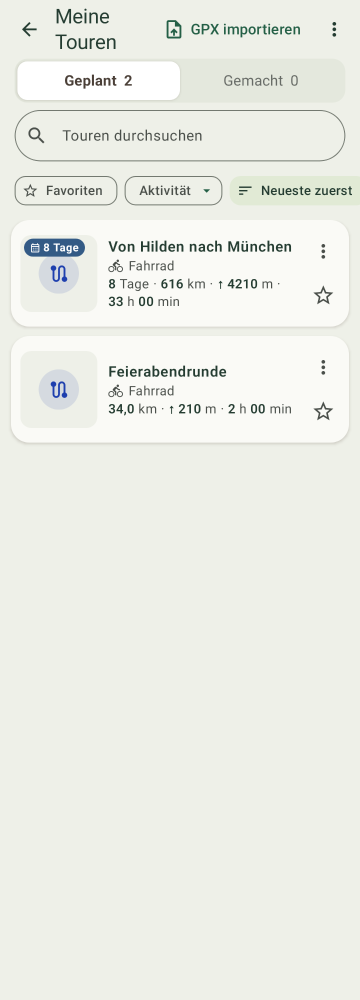 Meine
Touren
GPX importieren
Geplant 2
Gemacht 0
Touren durchsuchen
Favoriten
Aktivität
Neueste zuerst
8 Tage
Von Hilden nach München
Fahrrad
8 Tage · 616 km · ↑ 4210 m ·
33 h 00 min
Feierabendrunde
Fahrrad
34,0 km · ↑ 210 m · 2 h 00 min